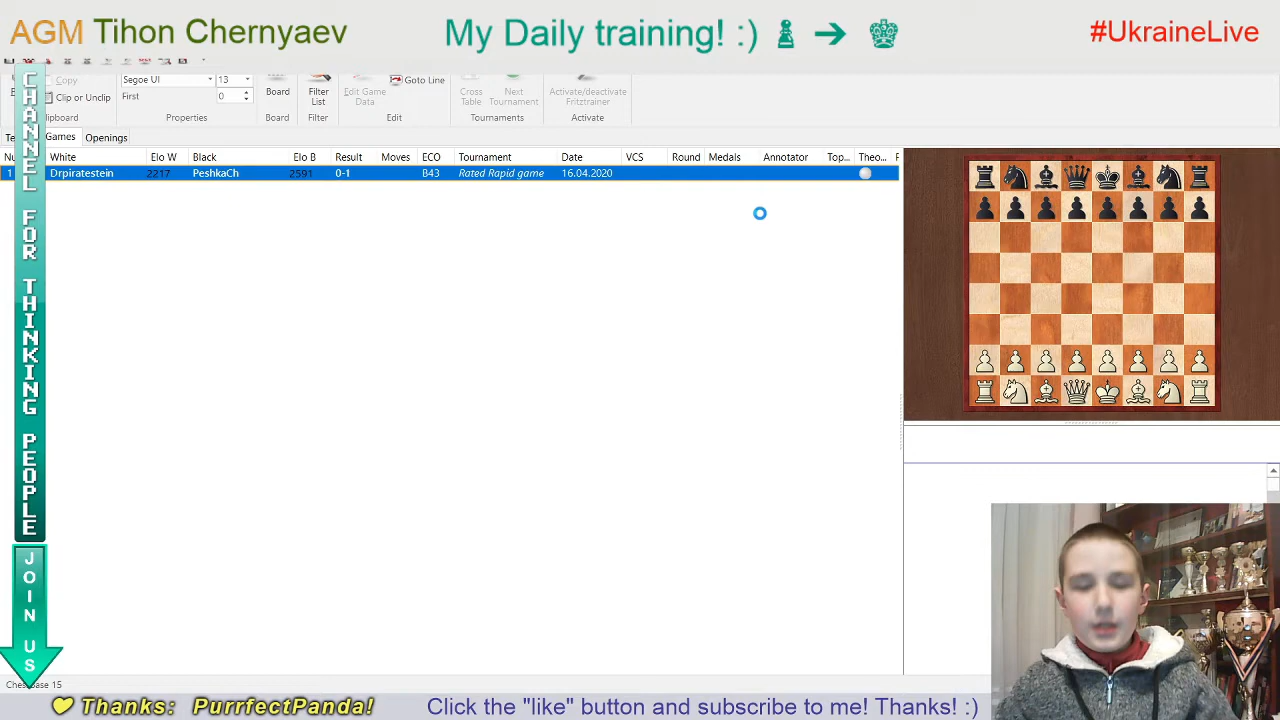 AGM Tihon Chernyaev
My Daily training! :)
#UkraineLive
CHANNEL FOR THINKING PEOPLE
JOIN US
Copy
Clip or Unclip
Segoe UI 13
First 0
Properties
Board
Board
Filter List
Filter
Edit Game Data
Goto Line
Edit
Cross Table
Next Tournament
Tournaments
Activate/deactivate Fritztrainer
Activate
Games Openings
White Elo W Black Elo B Result Moves ECO Tournament Date VCS Round Medals Annotator Top... Theo...
1 Drpiratestein 2217 PeshkaCh 2591 0-1 B43 Rated Rapid game 16.04.2020
Thanks: PurrfectPanda!
Click the "like" button and subscribe to me! Thanks! :)